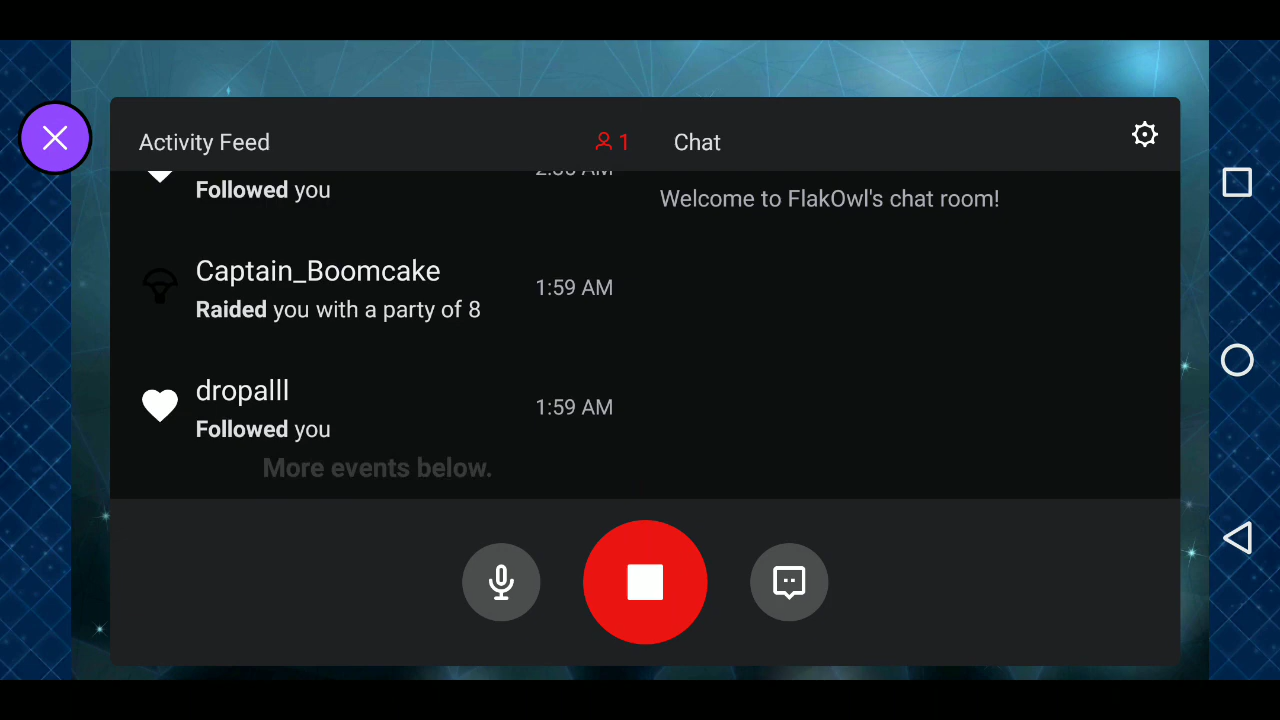 Activity Feed
1
Chat
Followed you
Welcome to FlakOwl's chat room!
Captain_Boomcake
Raided you with a party of 8
1:59 AM
dropalll
Followed you
1:59 AM
More events below.